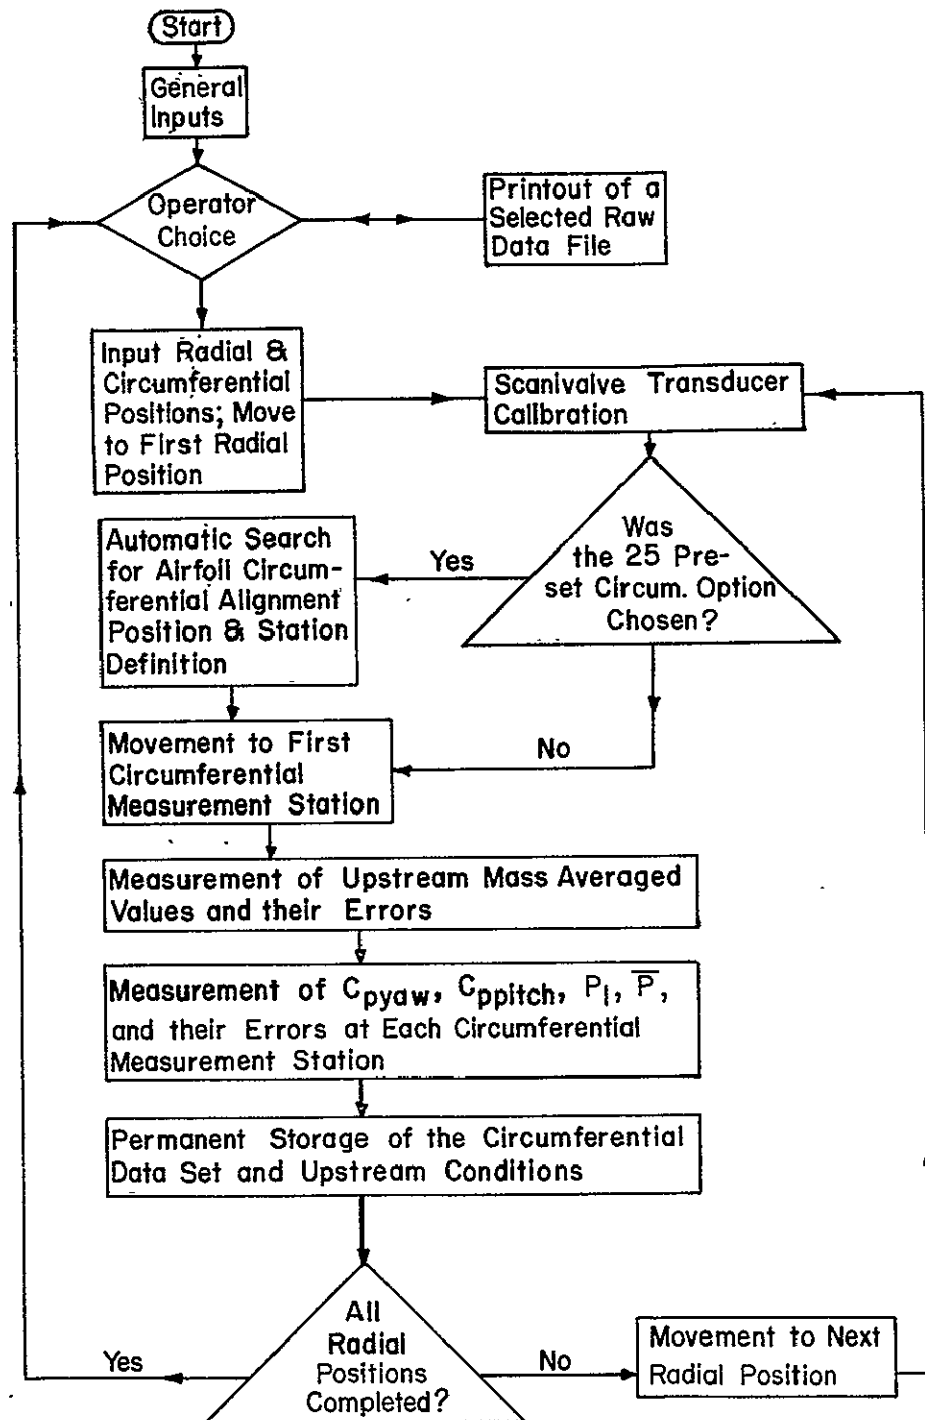 Start
General
Inputs
Operator
Choice
Printout of a
Selected Raw
Data File
Input Radial &
Circumferential
Positions; Move
to First Radial
Position
Scanivalve Transducer
Calibration
Was
the 25 Pre-
set Circum. Option
Chosen?
Yes
Automatic Search
for Airfoil Circum-
ferential Alignment
Position & Station
Definition
No
Movement to First
Circumferential
Measurement Station
Measurement of Upstream Mass Averaged
Values and their Errors
Measurement of Cpyaw, Cppitch, P1, P̅,
and their Errors at Each Circumferential
Measurement Station
Permanent Storage of the Circumferential
Data Set and Upstream Conditions
All
Radial
Positions
Completed?
Yes
No
Movement to Next
Radial Position